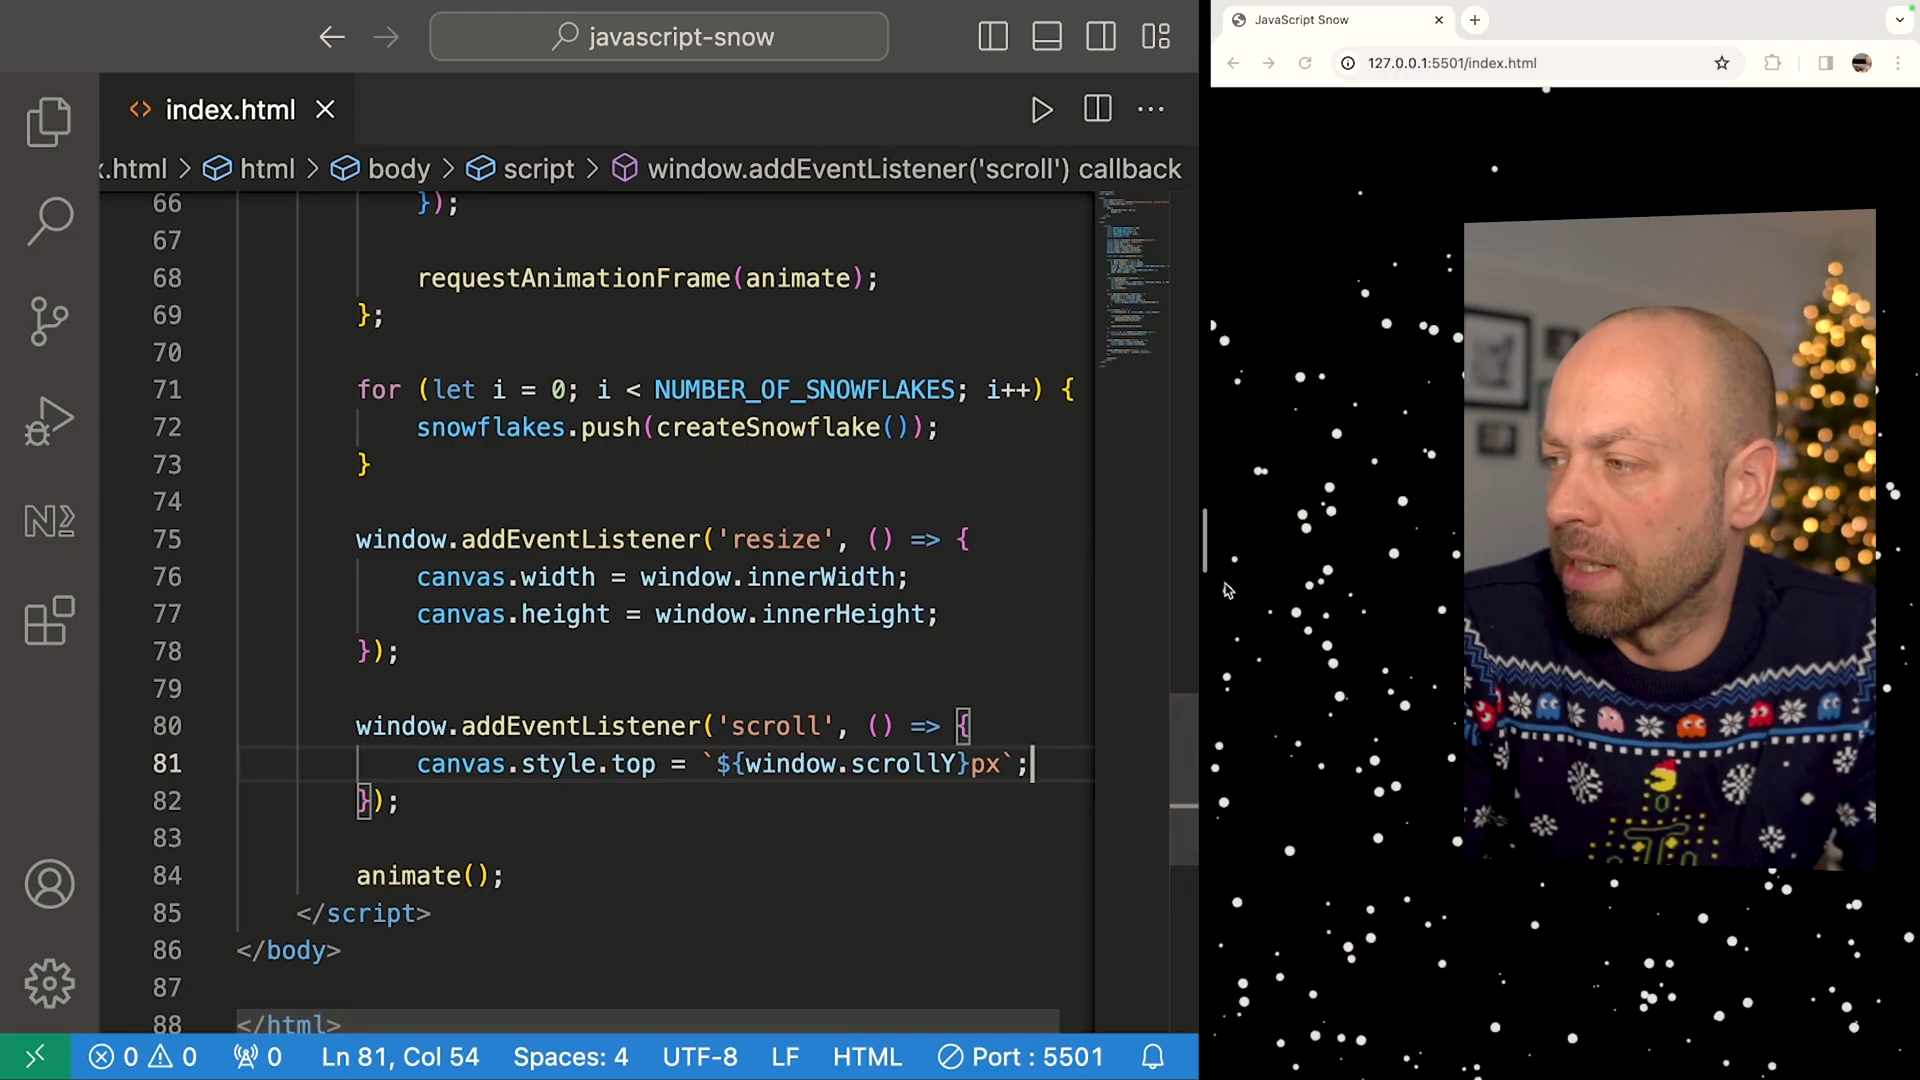 javascript-snow
index.html
x.html > html > body > script > window.addEventListener('scroll') callback
66 });
67
68 requestAnimationFrame(animate);
69 };
70
71 for (let i = 0; i < NUMBER_OF_SNOWFLAKES; i++) {
72 snowflakes.push(createSnowflake());
73 }
74
75 window.addEventListener('resize', () => {
76 canvas.width = window.innerWidth;
77 canvas.height = window.innerHeight;
78 });
79
80 window.addEventListener('scroll', () => {
81 canvas.style.top = `${window.scrollY}px`;
82 });
83
84 animate();
85 </script>
86 </body>
87
88 </html>
0 0 0 Ln 81, Col 54 Spaces: 4 UTF-8 LF HTML Port : 5501
JavaScript Snow
127.0.0.1:5501/index.html